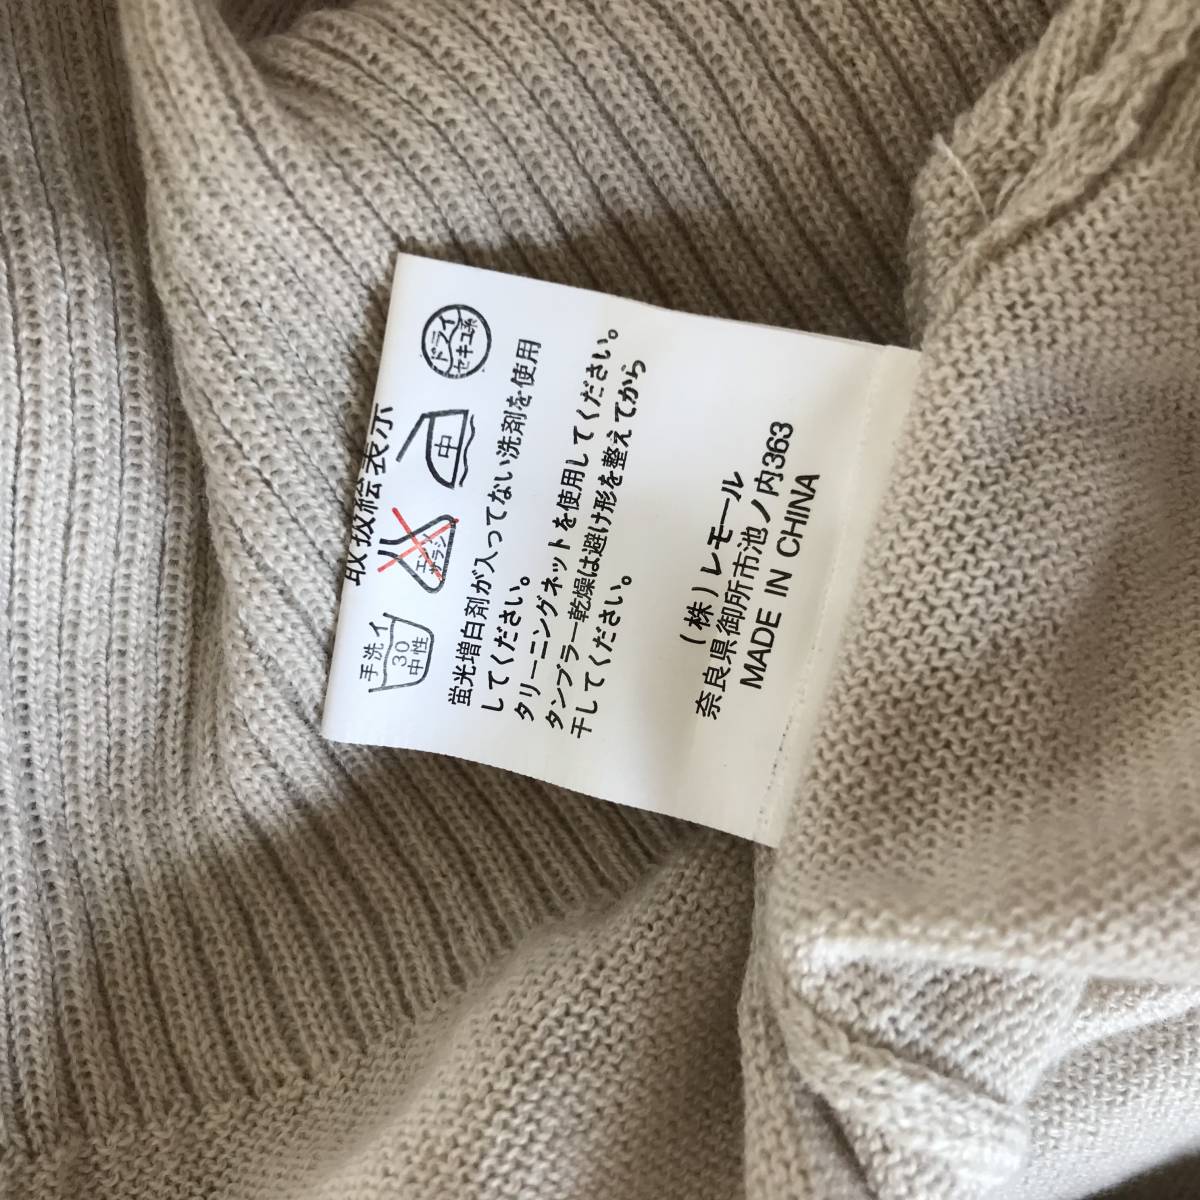 取扱絵表示
手洗イ
30
中性
エンソ
サラシ
中
ドライ
セキユ系
蛍光増白剤が入ってない洗剤を使用
してください。
タリーニングネットを使用してください。
タンブラー乾燥は避け形を整えてから
干してください。
(株)レモール
奈良県御所市池ノ内363
MADE IN CHINA